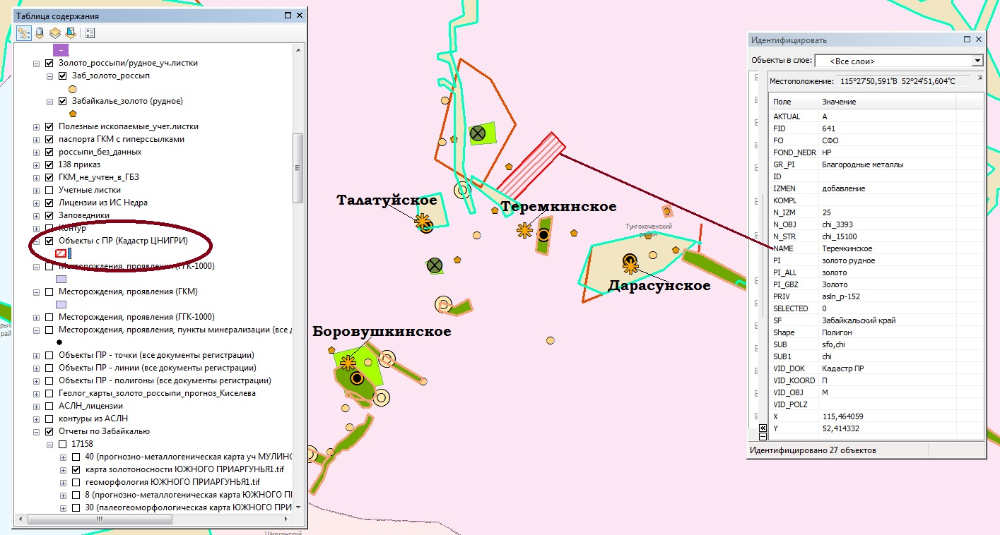 Таблица содержания
Золото_россыпи/рудное_уч.листки
Заб_золото_россып
Забайкалье_золото (рудное)
Полезные ископаемые_учет.листки
паспорта ГКМ с гиперссылками
россыпи_без_данных
138 приказ
ГКМ_не_учтен_в_ГБЗ
Учетные листки
Лицензии из ИС Недра
Заповедники
Контур
Объекты с ПР (Кадастр ЦНИГРИ)
Месторождения, проявления (ГГК-1000)
Месторождения, проявления (ГКМ)
Месторождения, проявления (ГГК-1000)
Месторождения, проявления, пункты минерализации (все д
Объекты ПР - точки (все документы регистрации)
Объекты ПР - линии (все документы регистрации)
Объекты ПР - полигоны (все документы регистрации)
Геолог_карты_золото_россыпи_прогноз_Киселева
АСЛН_лицензии
контуры из АСЛН
Отчеты по Забайкалью
17158
40 (прогнозно-металлогеническая карта уч МУЛИНС
карта золотоносности ЮЖНОГО ПРИАРГУНЬЯ1.tif
геоморфология ЮЖНОГО ПРИАРГУНЬЯ1.tif
8 (прогнозно-металлогеническая карта ЮЖНОГО ПІ
30 (палеогеоморфологическая карта ЮЖНОГО ПРИ
Талатуйское
Теремкинское
Тунгокоченский
район
Дарасунское
Боровушкинское
Шилкинский
Идентифицировать
Объекты в слое: <Все слои>
Местоположение: 115°27'50,591"В 52°24'51,604"С
Поле Значение
AKTUAL А
FID 641
FO СФО
FOND_NEDR НР
GR_PI Благородные металлы
ID
IZMEN добавление
KOMPL
N_IZM 25
N_OBJ chi_3393
N_STR chi_15100
NAME Теремкинское
PI золото рудное
PI_ALL золото
PI_GBZ Золото
PRIV asln_p-152
SELECTED 0
SF Забайкальский край
Shape Полигон
SUB sfo,chi
SUB1 chi
VID_DOK Кадастр ПР
VID_KOORD П
VID_OBJ М
VID_POLZ
X 115,464059
Y 52,414332
Идентифицировано 27 объектов